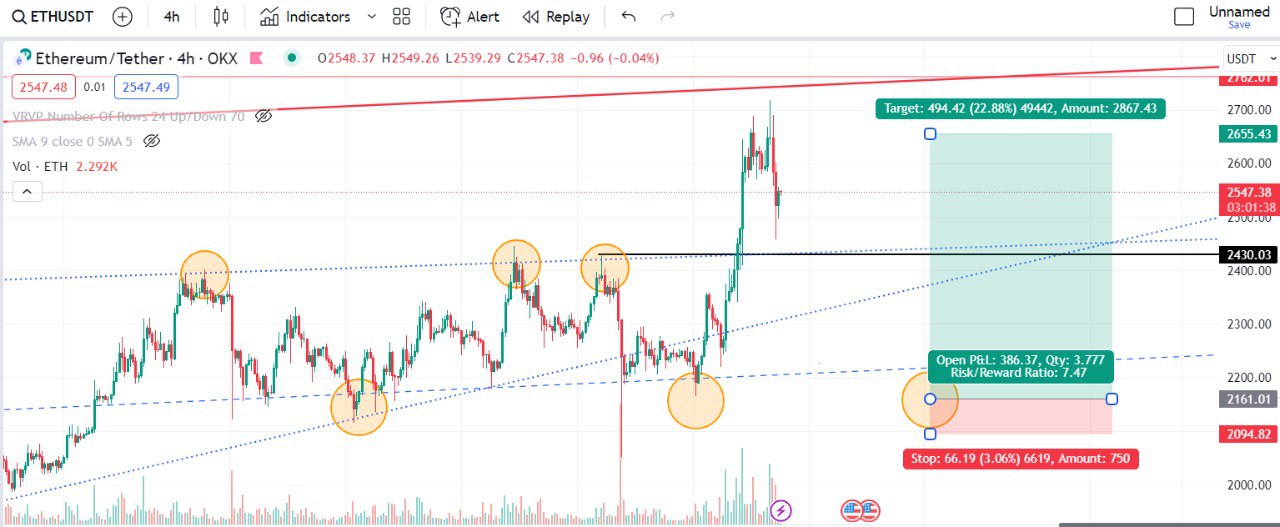 ETHUSDT 4h Indicators Alert Replay Unnamed
Save
Ethereum/Tether · 4h · OKX O2548.37 H2549.26 L2539.29 C2547.38 −0.96 (−0.04%) USDT
2547.48 0.01 2547.49
2762.01
VRVP Number Of Rows 24 Up/Down 70
SMA 9 close 0 SMA 5
Vol · ETH 2.292K
Target: 494.42 (22.88%) 49442, Amount: 2867.43
2700.00
2655.43
2600.00
2547.38
03:01:38
2500.00
2430.03
2400.00
2300.00
Open P&L: 386.37, Qty: 3.777
Risk/Reward Ratio: 7.47
2200.00
2161.01
2094.82
Stop: 66.19 (3.06%) 6619, Amount: 750
2000.00